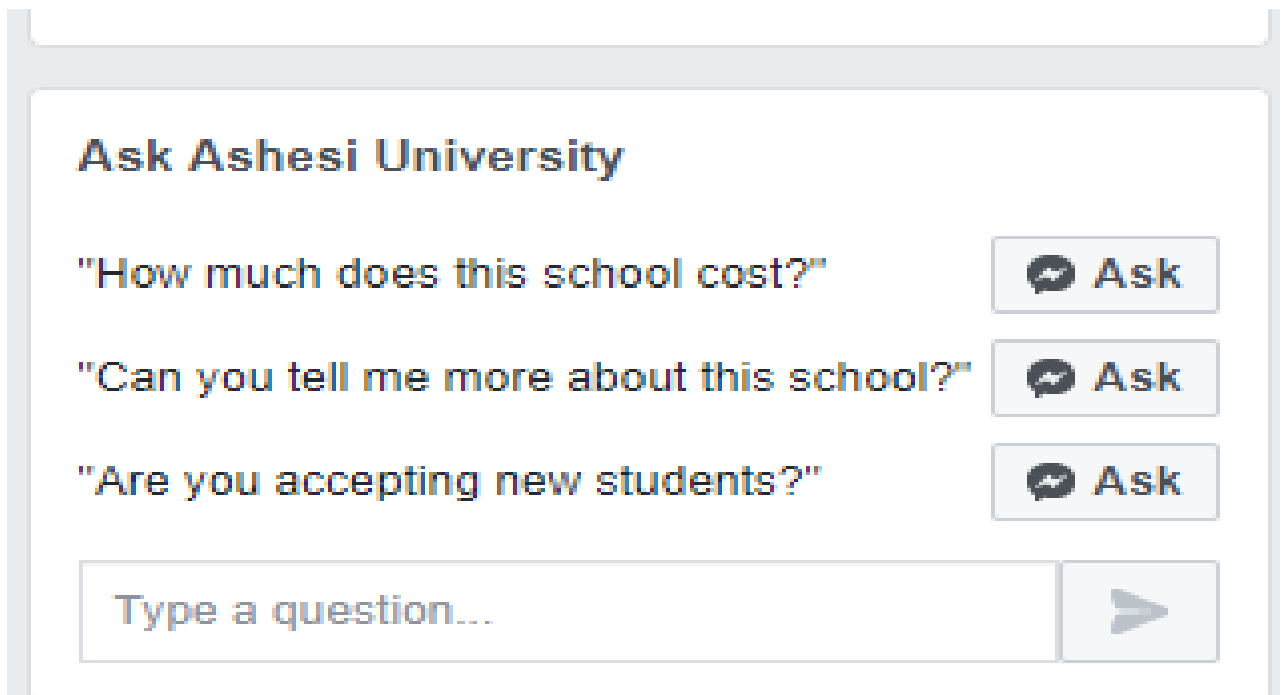 Ask Ashesi University
"How much does this school cost?" Ask
"Can you tell me more about this school?" Ask
"Are you accepting new students?" Ask
Type a question...